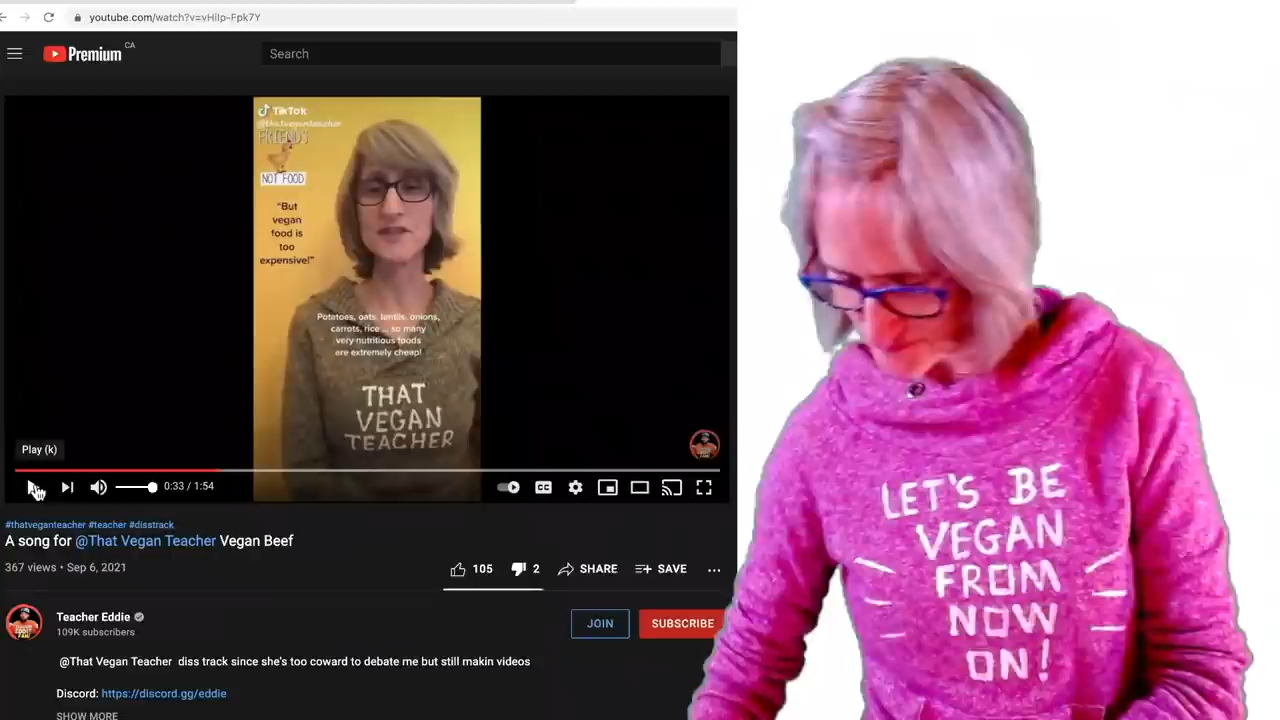 youtube.com/watch?v=vHiIp-Fpk7Y
Premium CA
Search
TikTok
@thatveganteacher
FRIENDS
NOT FOOD
"But
vegan
food is
too
expensive!"
Potatoes, oats, lentils, onions,
carrots, rice ... so many
very nutritious foods
are extremely cheap!
THAT
VEGAN
TEACHER
Play (k)
0:33 / 1:54
CC
#thatveganteacher #teacher #disstrack
A song for @That Vegan Teacher Vegan Beef
367 views • Sep 6, 2021
105
2
SHARE
SAVE
Teacher Eddie
109K subscribers
JOIN
SUBSCRIBE
@That Vegan Teacher diss track since she's too coward to debate me but still makin videos
Discord: https://discord.gg/eddie
SHOW MORE
LET'S BE
VEGAN
FROM
NOW
ON!